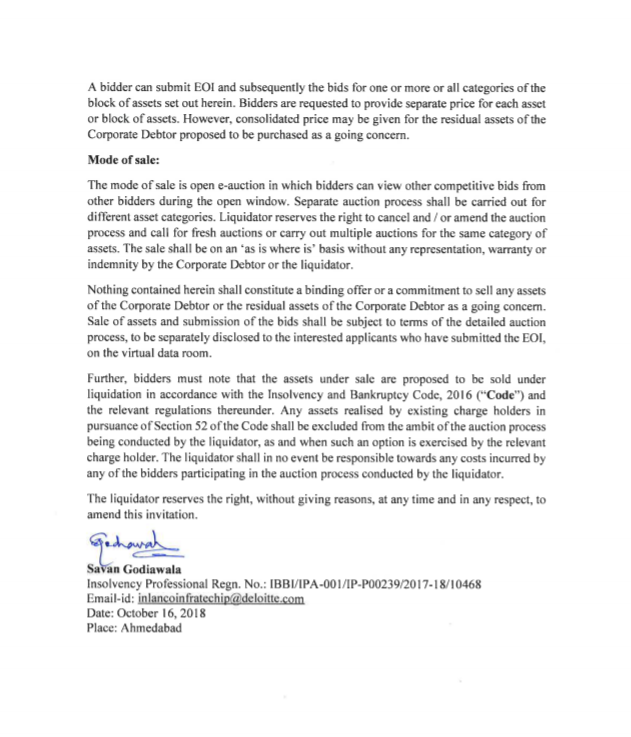 A bidder can submit EOI and subsequently the bids for one or more or all categories of the
block of assets set out herein. Bidders are requested to provide separate price for each asset
or block of assets. However, consolidated price may be given for the residual assets of the
Corporate Debtor proposed to be purchased as a going concern.
Mode of sale:
The mode of sale is open e-auction in which bidders can view other competitive bids from
other bidders during the open window. Separate auction process shall be carried out for
different asset categories. Liquidator reserves the right to cancel and / or amend the auction
process and call for fresh auctions or carry out multiple auctions for the same category of
assets. The sale shall be on an 'as is where is' basis without any representation, warranty or
indemnity by the Corporate Debtor or the liquidator.
Nothing contained herein shall constitute a binding offer or a commitment to sell any assets
of the Corporate Debtor or the residual assets of the Corporate Debtor as a going concern.
Sale of assets and submission of the bids shall be subject to terms of the detailed auction
process, to be separately disclosed to the interested applicants who have submitted the EOI,
on the virtual data room.
Further, bidders must note that the assets under sale are proposed to be sold under
liquidation in accordance with the Insolvency and Bankruptcy Code, 2016 ("Code") and
the relevant regulations thereunder. Any assets realised by existing charge holders in
pursuance of Section 52 of the Code shall be excluded from the ambit of the auction process
being conducted by the liquidator, as and when such an option is exercised by the relevant
charge holder. The liquidator shall in no event be responsible towards any costs incurred by
any of the bidders participating in the auction process conducted by the liquidator.
The liquidator reserves the right, without giving reasons, at any time and in any respect, to
amend this invitation.
Savan Godiawala
Insolvency Professional Regn. No.: IBBI/IPA-001/IP-P00239/2017-18/10468
Email-id: inlancoinfratechip@deloitte.com
Date: October 16, 2018
Place: Ahmedabad